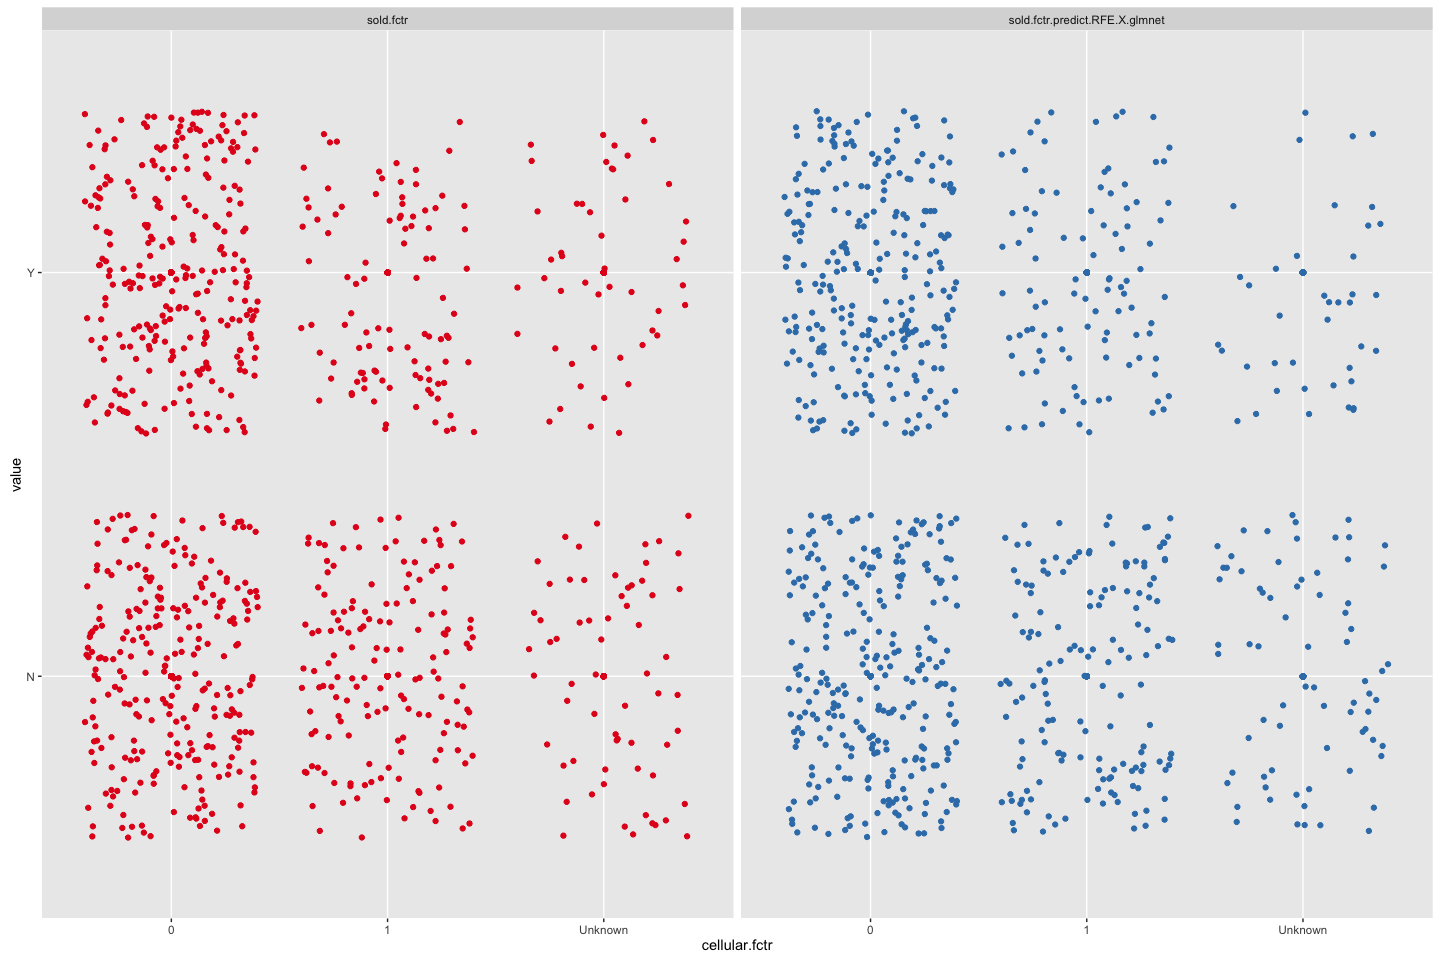 sold.fctr
sold.fctr.predict.RFE.X.glmnet
value
Y
N
0
1
Unknown
0
1
Unknown
cellular.fctr